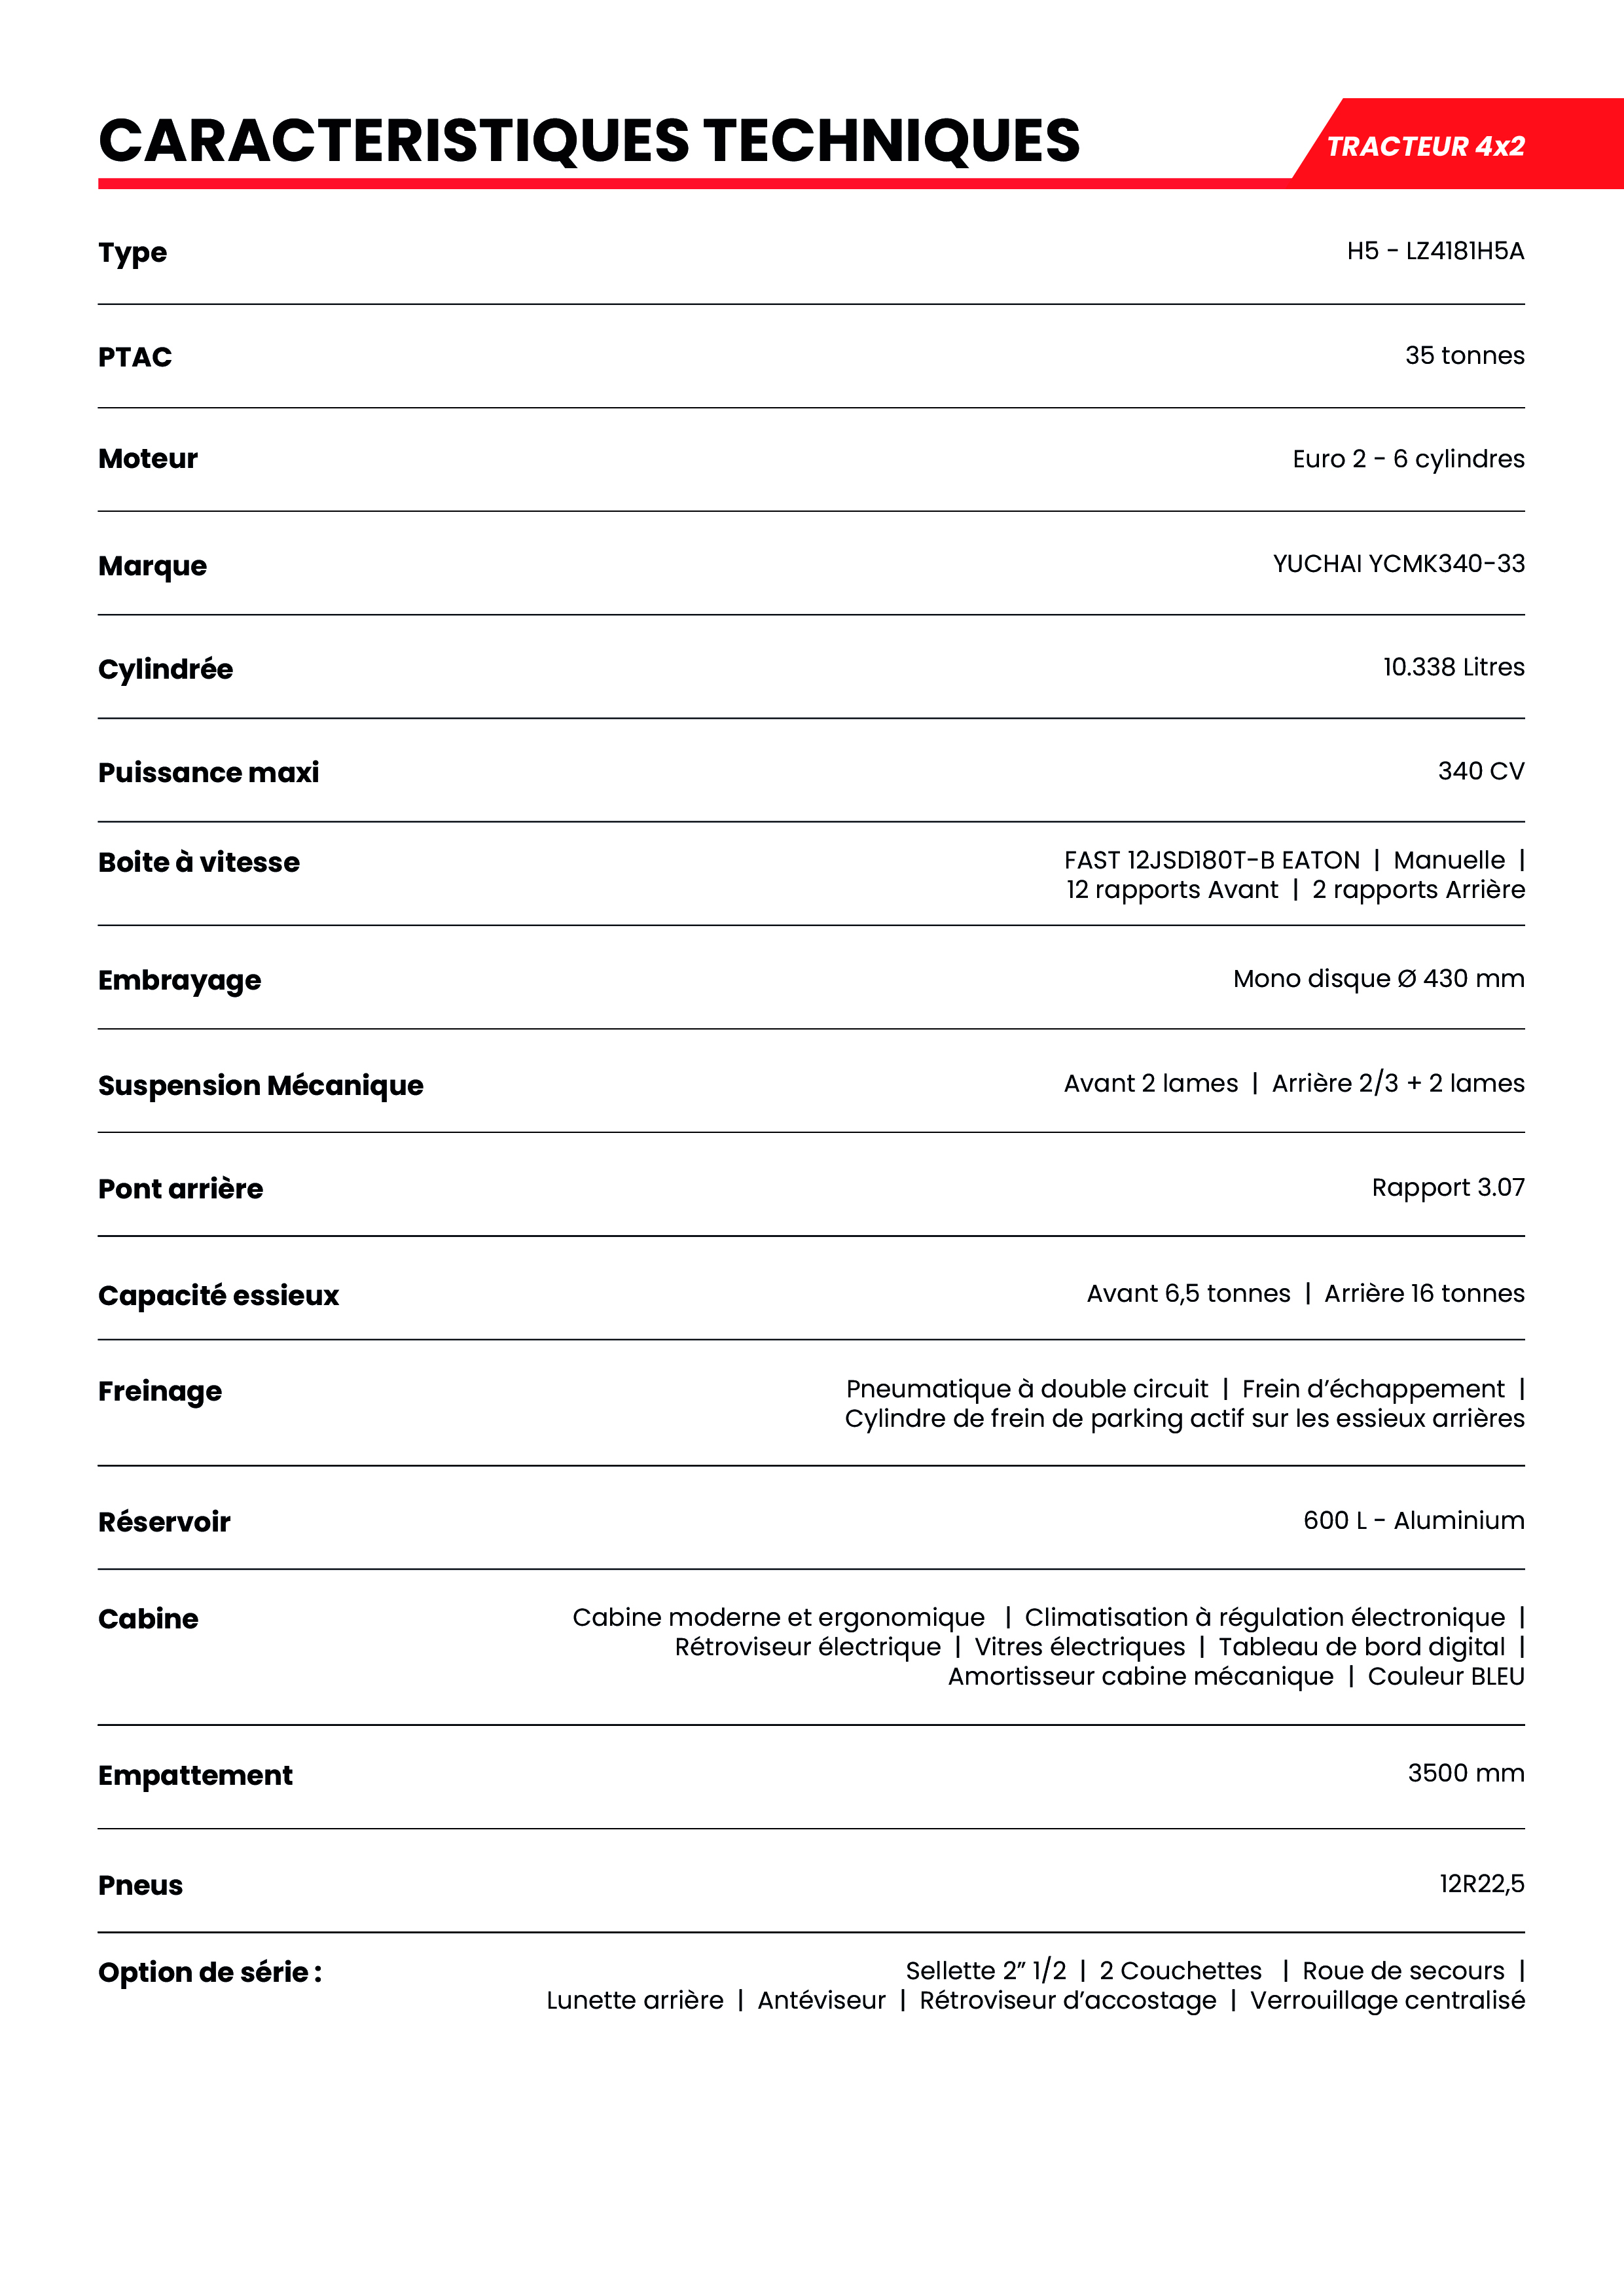 CARACTERISTIQUES TECHNIQUES
TRACTEUR 4x2
Type
H5 - LZ4181H5A
PTAC
35 tonnes
Moteur
Euro 2 - 6 cylindres
Marque
YUCHAI YCMK340-33
Cylindrée
10.338 Litres
Puissance maxi
340 CV
Boite à vitesse
FAST 12JSD180T-B EATON | Manuelle |
12 rapports Avant | 2 rapports Arrière
Embrayage
Mono disque Ø 430 mm
Suspension Mécanique
Avant 2 lames | Arrière 2/3 + 2 lames
Pont arrière
Rapport 3.07
Capacité essieux
Avant 6,5 tonnes | Arrière 16 tonnes
Freinage
Pneumatique à double circuit | Frein d’échappement |
Cylindre de frein de parking actif sur les essieux arrières
Réservoir
600 L - Aluminium
Cabine
Cabine moderne et ergonomique | Climatisation à régulation électronique |
Rétroviseur électrique | Vitres électriques | Tableau de bord digital |
Amortisseur cabine mécanique | Couleur BLEU
Empattement
3500 mm
Pneus
12R22,5
Option de série :
Sellette 2” 1/2 | 2 Couchettes | Roue de secours |
Lunette arrière | Antéviseur | Rétroviseur d’accostage | Verrouillage centralisé